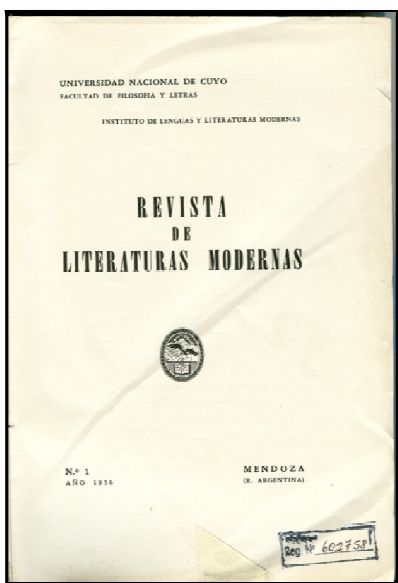 UNIVERSIDAD NACIONAL DE CUYO
FACULTAD DE FILOSOFIA Y LETRAS
INSTITUTO DE LENGUAS Y LITERATURAS MODERNAS
REVISTA
DE
LITERATURAS MODERNAS
N.º 1
AÑO 1956
MENDOZA
(R. ARGENTINA)
Reg. Nº 602758